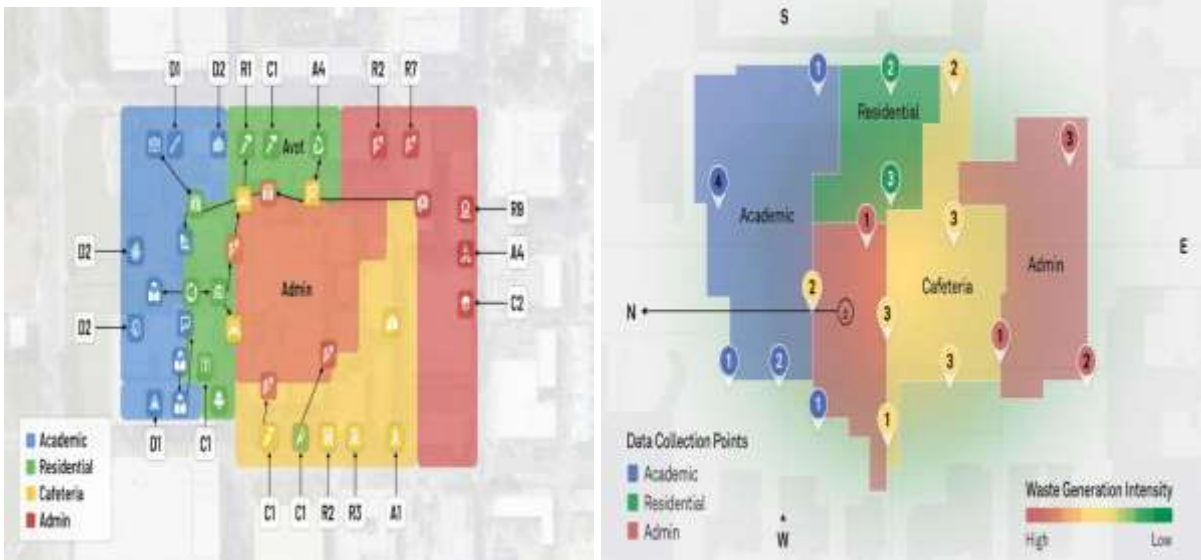 D1 D2 R1 C1 A4 R2 R7
Avot
R8
D2
A4
Admin
C2
D2
Academic
Residential
Cafeteria
Admin
D1 C1
C1 C1 R2 R3 A1
S
1 2 2
Residential
3
4 3
Academic
1 3
E
Admin
2 Cafeteria
N
3
1
1 2 3 2
1
1
Data Collection Points
Academic
Residential
Admin
W
Waste Generation Intensity
High Low